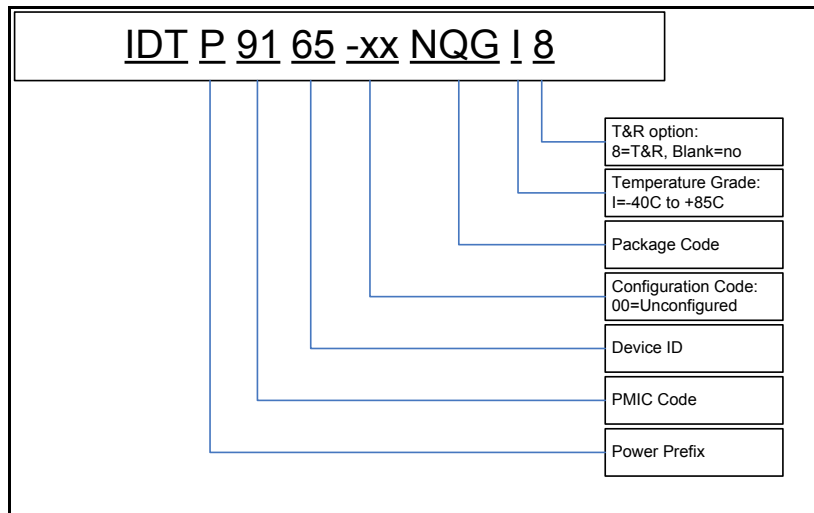 IDT P 91 65 -xx NQG I 8
T&R option:
8=T&R, Blank=no
Temperature Grade:
I=-40C to +85C
Package Code
Configuration Code:
00=Unconfigured
Device ID
PMIC Code
Power Prefix